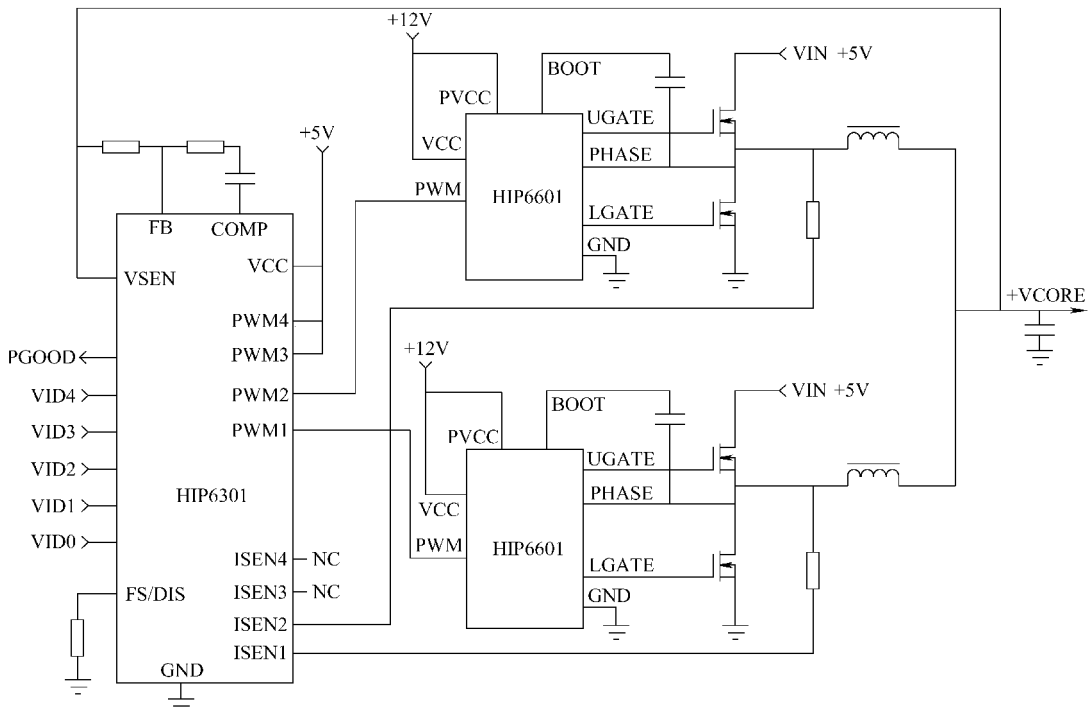 +12V
VIN +5V
BOOT
PVCC
UGATE
+5V
VCC
PHASE
PWM
HIP6601
LGATE
FB
COMP
GND
VCC
VSEN
+VCORE
PWM4
PWM3
PGOOD
+12V
PWM2
VID4
VIN +5V
BOOT
PWM1
VID3
PVCC
UGATE
VID2
HIP6301
PHASE
VID1
VCC
VID0
PWM
HIP6601
LGATE
ISEN4
NC
FS/DIS
ISEN3
NC
GND
ISEN2
ISEN1
GND